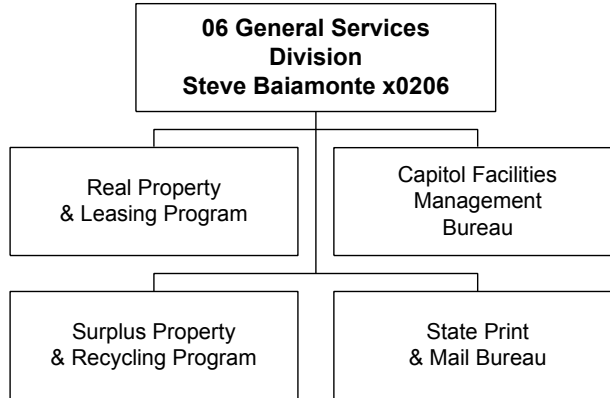 06 General Services
Division
Steve Baiamonte x0206
Real Property
& Leasing Program
Capitol Facilities
Management
Bureau
Surplus Property
& Recycling Program
State Print
& Mail Bureau